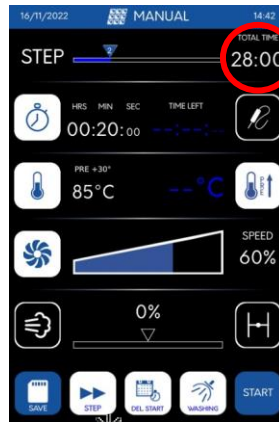 16/11/2022 MANUAL 14:42
TOTAL TIME
STEP 2 28:00
HRS MIN SEC TIME LEFT
00:20:00 --:--:--
PRE +30°
85°C --°C
SPEED
60%
0%
SAVE STEP DEL START WASHING START